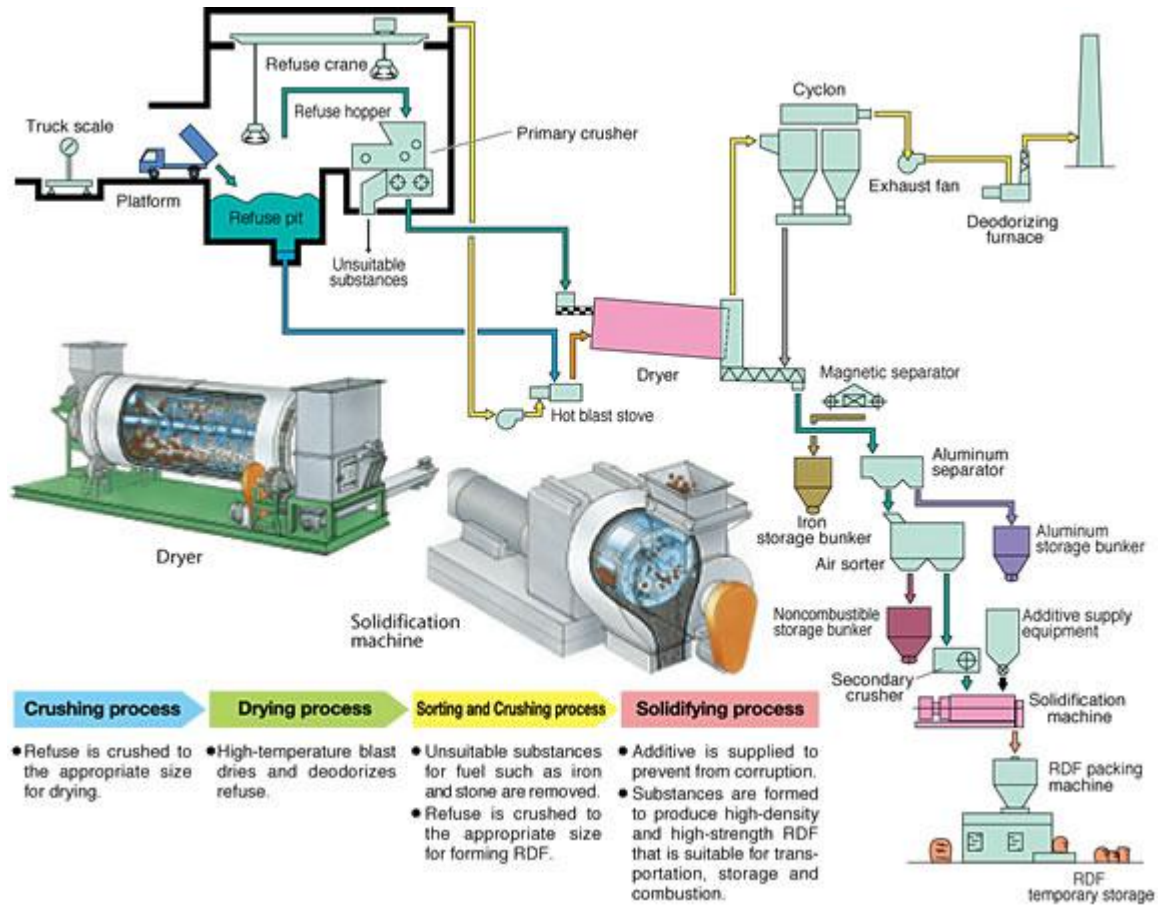 Refuse crane
Truck scale
Refuse hopper
Primary crusher
Platform
Refuse pit
Unsuitable
substances
Cyclon
Exhaust fan
Deodorizing
furnace
Dryer
Hot blast stove
Magnetic separator
Aluminum
separator
Iron
storage bunker
Aluminum
storage bunker
Air sorter
Dryer
Solidification
machine
Noncombustible
storage bunker
Additive supply
equipment
Secondary
crusher
Solidification
machine
RDF packing
machine
RDF
temporary storage
Crushing process
• Refuse is crushed to
the appropriate size
for drying.
Drying process
• High-temperature blast
dries and deodorizes
refuse.
Sorting and Crushing process
• Unsuitable substances
for fuel such as iron
and stone are removed.
• Refuse is crushed to
the appropriate size
for forming RDF.
Solidifying process
• Additive is supplied to
prevent from corruption.
• Substances are formed
to produce high-density
and high-strength RDF
that is suitable for trans-
portation, storage and
combustion.